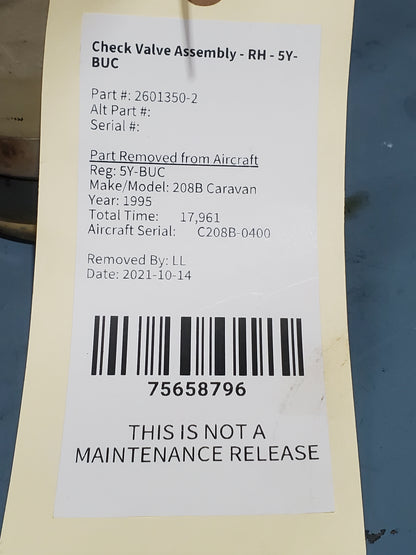 Check Valve Assembly - RH - 5Y-
BUC
Part #: 2601350-2
Alt Part #:
Serial #:
Part Removed from Aircraft
Reg: 5Y-BUC
Make/Model: 208B Caravan
Year: 1995
Total Time: 17,961
Aircraft Serial: C208B-0400
Removed By: LL
Date: 2021-10-14
75658796
THIS IS NOT A
MAINTENANCE RELEASE